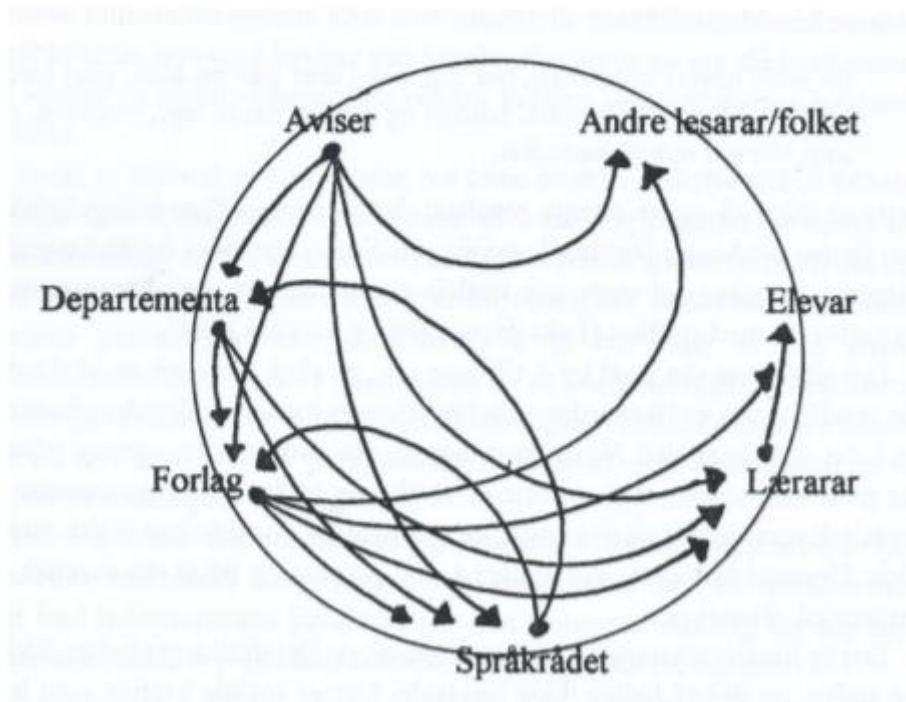 Aviser
Andre lesarar/folket
Departementa
Elevar
Forlag
Lærarar
Språkrådet